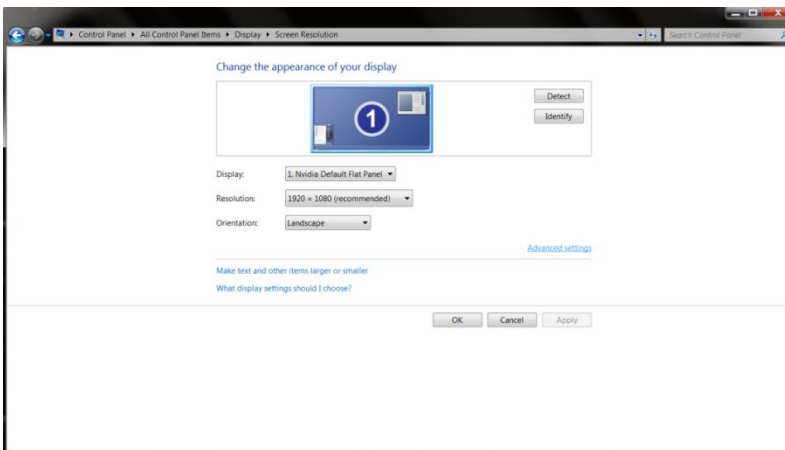 Control Panel ▸ All Control Panel Items ▸ Display ▸ Screen Resolution
Search Control Panel
Change the appearance of your display
1
Detect
Identify
Display: 1. Nvidia Default Flat Panel
Resolution: 1920 × 1080 (recommended)
Orientation: Landscape
Advanced settings
Make text and other items larger or smaller
What display settings should I choose?
OK Cancel Apply